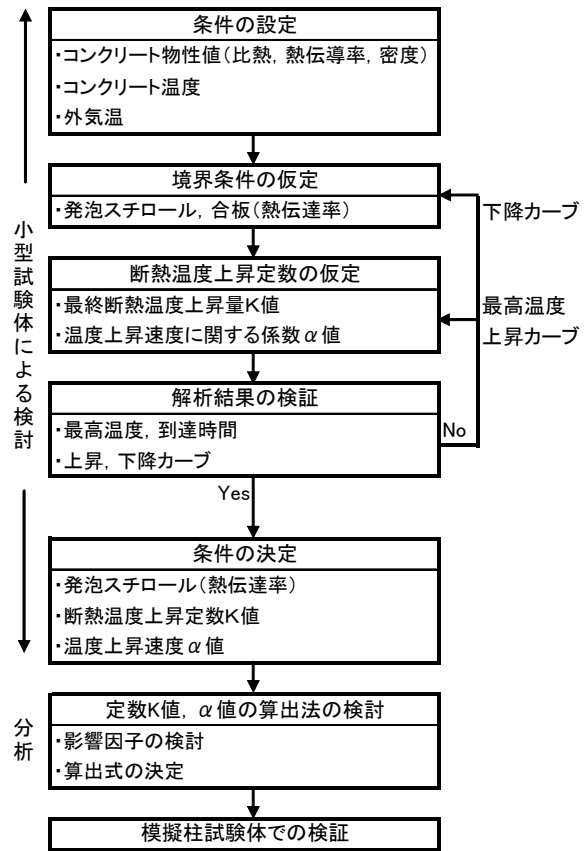 条件の設定
・コンクリート物性値(比熱, 熱伝導率, 密度)
・コンクリート温度
・外気温
境界条件の仮定
・発泡スチロール, 合板(熱伝達率)
下降カーブ
断熱温度上昇定数の仮定
・最終断熱温度上昇量K値
・温度上昇速度に関する係数α値
最高温度
上昇カーブ
解析結果の検証
・最高温度, 到達時間
・上昇, 下降カーブ
No
Yes
小型試験体による検討
条件の決定
・発泡スチロール(熱伝達率)
・断熱温度上昇定数K値
・温度上昇速度α値
分析
定数K値, α値の算出法の検討
・影響因子の検討
・算出式の決定
模擬柱試験体での検証